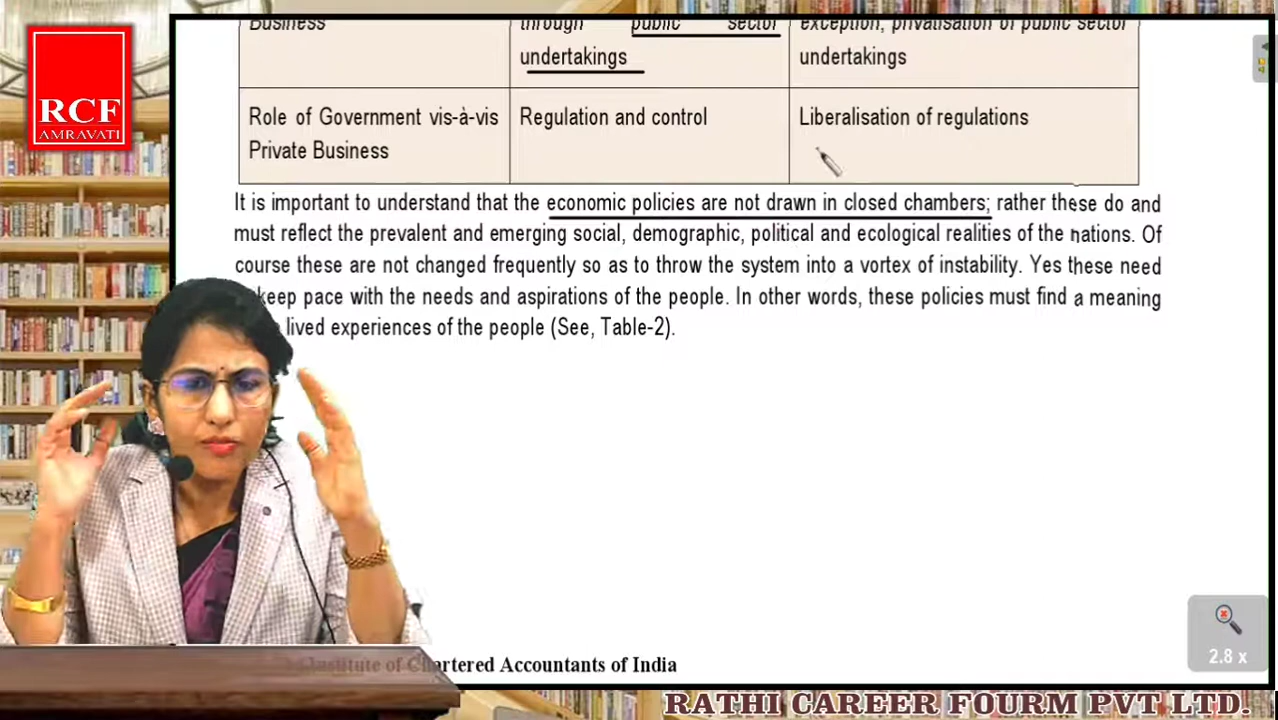 RCF
AMRAVATI
Business
through public sector
undertakings
exception, privatisation of public sector
undertakings
Role of Government vis-à-vis
Private Business
Regulation and control
Liberalisation of regulations
It is important to understand that the economic policies are not drawn in closed chambers; rather these do and
must reflect the prevalent and emerging social, demographic, political and ecological realities of the nations. Of
course these are not changed frequently so as to throw the system into a vortex of instability. Yes these need
keep pace with the needs and aspirations of the people. In other words, these policies must find a meaning
lived experiences of the people (See, Table-2).
Institute of Chartered Accountants of India
2.8 x
RATHI CAREER FOURM PVT LTD.